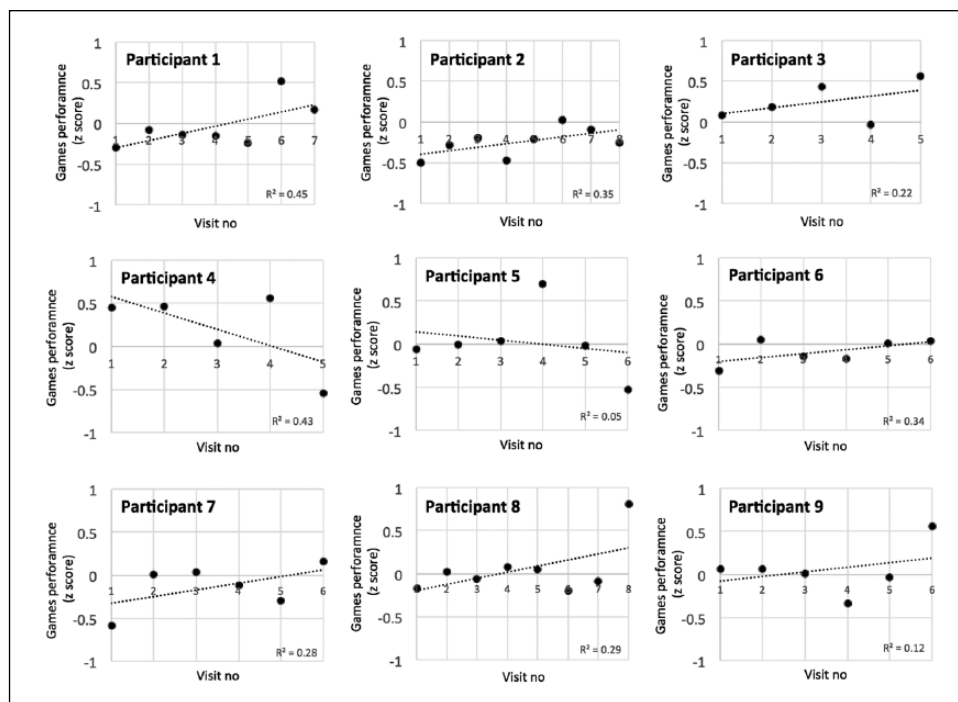 Participant 1
Games perforamnce
(z score)
1
0.5
0
-0.5
-1
1 2 3 4 5 6 7
R² = 0.45
Visit no
Participant 2
Games perforamnce
(z score)
1
0.5
0
-0.5
-1
1 2 3 4 5 6 7 8
R² = 0.35
Visit no
Participant 3
Games perforamnce
(z score)
1
0.5
0
-0.5
-1
1 2 3 4 5
R² = 0.22
Visit no
Participant 4
Games perforamnce
(z score)
1
0.5
0
-0.5
-1
1 2 3 4 5
R² = 0.43
Visit no
Participant 5
Games perforamnce
(z score)
1
0.5
0
-0.5
-1
1 2 3 4 5 6
R² = 0.05
Visit no
Participant 6
Games perforamnce
(z score)
1
0.5
0
-0.5
-1
1 2 3 4 5 6
R² = 0.34
Visit no
Participant 7
Games perforamnce
(z score)
1
0.5
0
-0.5
-1
1 2 3 4 5 6
R² = 0.28
Visit no
Participant 8
Games perforamnce
(z score)
1
0.5
0
-0.5
-1
1 2 3 4 5 6 7 8
R² = 0.29
Visit no
Participant 9
Games perforamnce
(z score)
1
0.5
0
-0.5
-1
1 2 3 4 5 6
R² = 0.12
Visit no